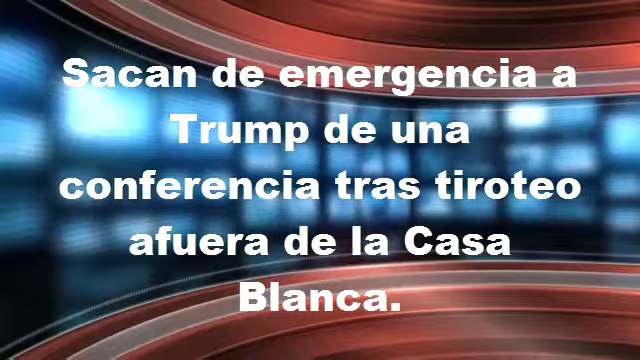 Sacan de emergencia a
Trump de una
conferencia tras tiroteo
afuera de la Casa
Blanca.